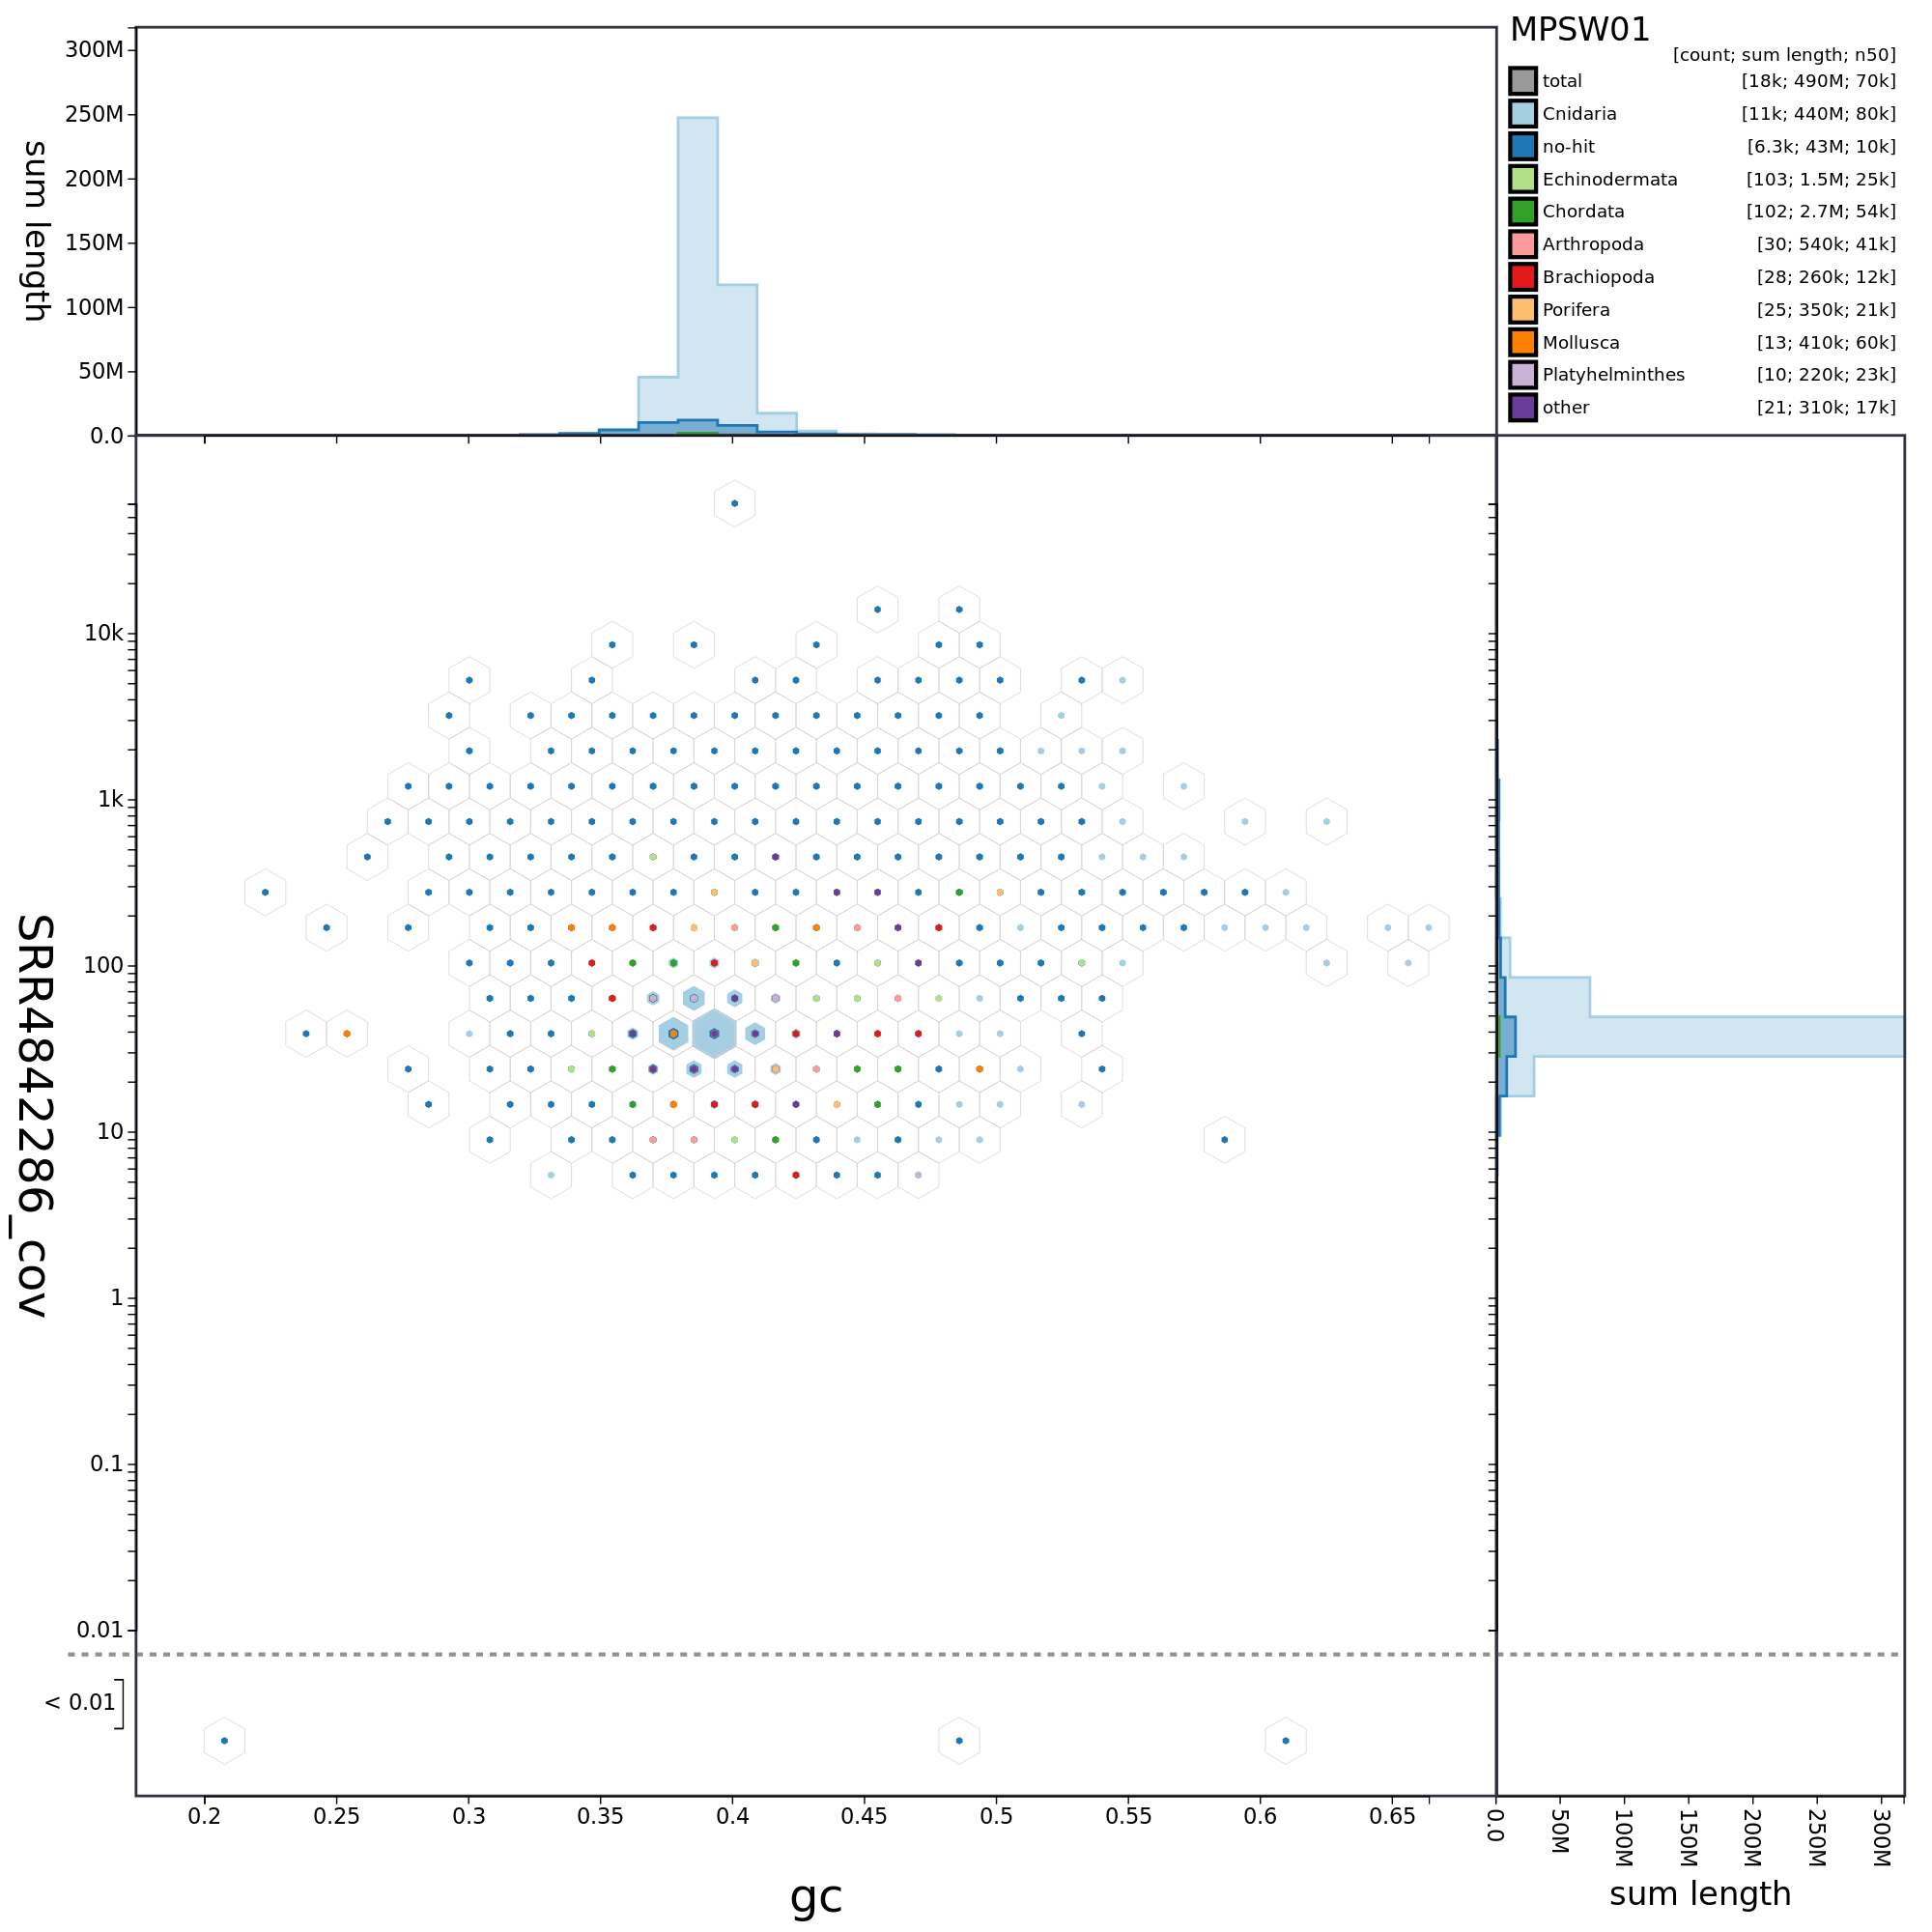 MPSW01
[count; sum length; n50]
total [18k; 490M; 70k]
Cnidaria [11k; 440M; 80k]
no-hit [6.3k; 43M; 10k]
Echinodermata [103; 1.5M; 25k]
Chordata [102; 2.7M; 54k]
Arthropoda [30; 540k; 41k]
Brachiopoda [28; 260k; 12k]
Porifera [25; 350k; 21k]
Mollusca [13; 410k; 60k]
Platyhelminthes [10; 220k; 23k]
other [21; 310k; 17k]
300M
250M
200M
150M
100M
50M
0.0
sum length
10k
1k
100
10
1
0.1
0.01
< 0.01
SRR4842286_cov
0.2 0.25 0.3 0.35 0.4 0.45 0.5 0.55 0.6 0.65
gc
0.0 50M 100M 150M 200M 250M 300M
sum length